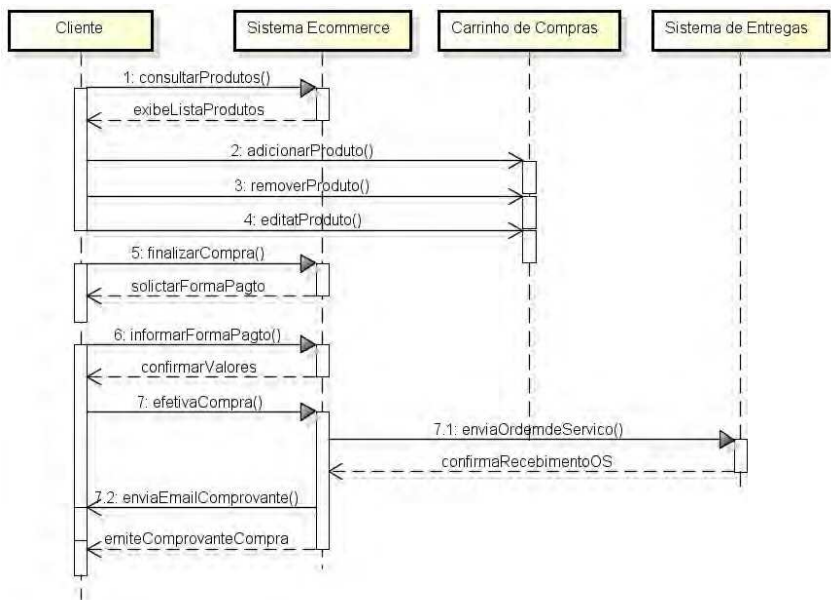 Cliente
Sistema Ecommerce
Carrinho de Compras
Sistema de Entregas
1: consultarProdutos()
exibeListaProdutos
2: adicionarProduto()
3: removerProduto()
4: editatProduto()
5: finalizarCompra()
solictarFormaPagto
6: informarFormaPagto()
confirmarValores
7: efetivaCompra()
7.1: enviaOrdemdeServico()
confirmaRecebimentoOS
7.2: enviaEmailComprovante()
emiteComprovanteCompra